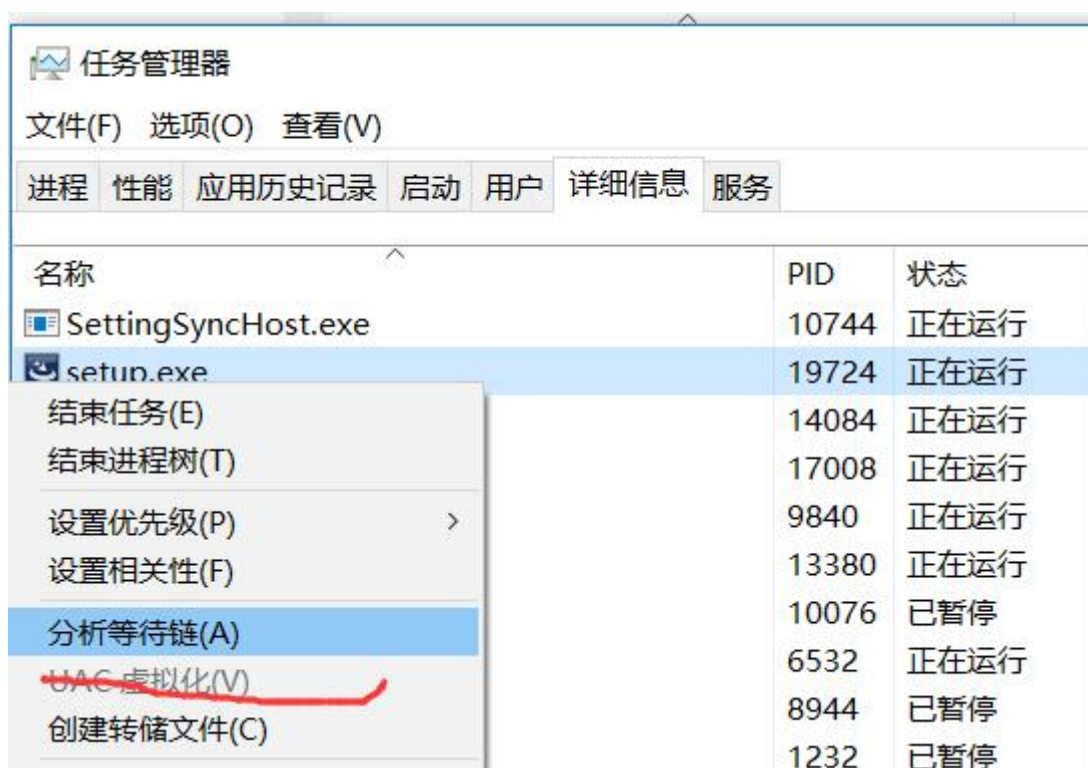 任务管理器
文件(F) 选项(O) 查看(V)
进程 性能 应用历史记录 启动 用户 详细信息 服务
名称 PID 状态
SettingSyncHost.exe 10744 正在运行
setup.exe 19724 正在运行
结束任务(E) 14084 正在运行
结束进程树(T) 17008 正在运行
设置优先级(P) 9840 正在运行
设置相关性(F) 13380 正在运行
10076 已暂停
分析等待链(A)
6532 正在运行
UAC 虚拟化(V)
8944 已暂停
创建转储文件(C)
1232 已暂停